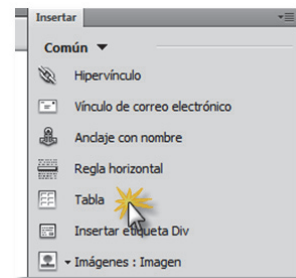 Insertar
Común
Hipervínculo
Vínculo de correo electrónico
Anclaje con nombre
Regla horizontal
Tabla
Insertar etiqueta Div
Imágenes : Imagen